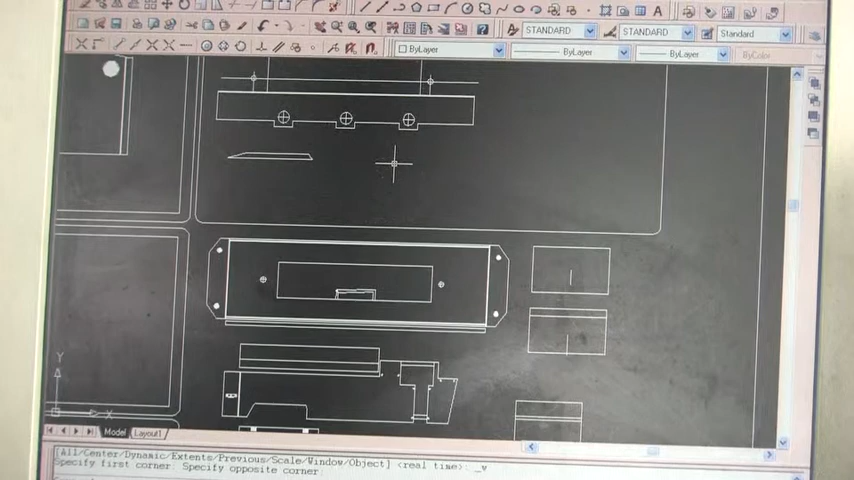 STANDARD
STANDARD
Standard
ByLayer
ByLayer
ByLayer
ByColor
Y
X
Model
Layout1
[All/Center/Dynamic/Extents/Previous/Scale/Window/Object] <real time>: _w
Specify first corner: Specify opposite corner: